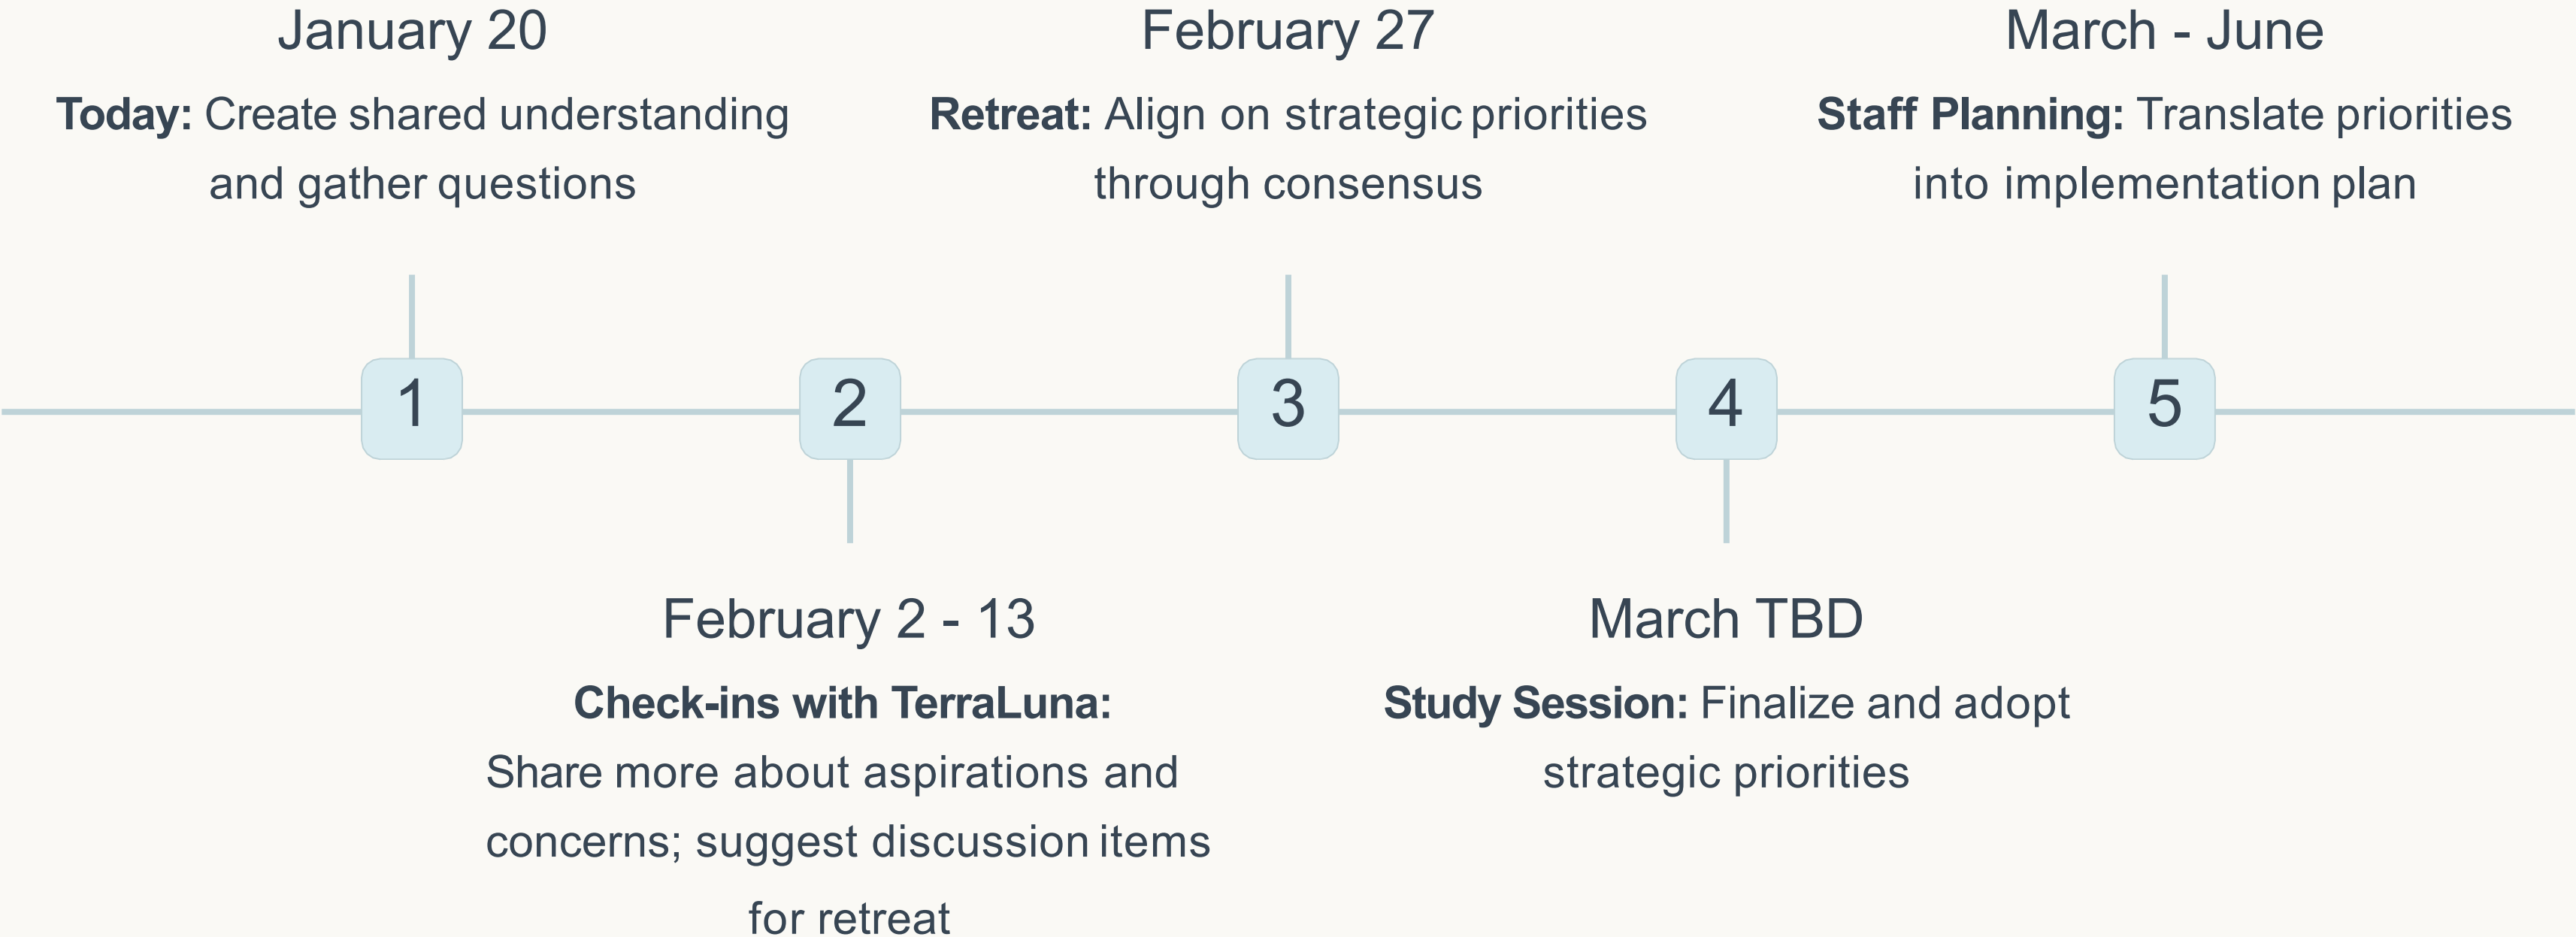 January 20
Today: Create shared understanding
and gather questions
February 27
Retreat: Align on strategic priorities
through consensus
March - June
Staff Planning: Translate priorities
into implementation plan
1
2
3
4
5
February 2 - 13
Check-ins with TerraLuna:
Share more about aspirations and
concerns; suggest discussion items
for retreat
March TBD
Study Session: Finalize and adopt
strategic priorities